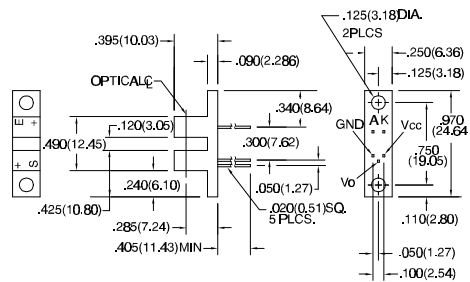 .125(3.18)DIA.
2PLCS
.395(10.03)
.250(6.36)
.090(2.286)
.125(3.18)
OPTICAL CL
.340(8.64)
.970
(24.64
E +
A K
.120(3.05)
GND
Vcc
.490(12.45)
.300(7.62)
.750
(19.05)
+ S
Vo
.240(6.10)
.050(1.27)
.425(10.80)
.020(0.51)SQ.
5 PLCS.
.110(2.80)
.285(7.24)
.405(11.43) MIN
.050(1.27)
.100(2.54)